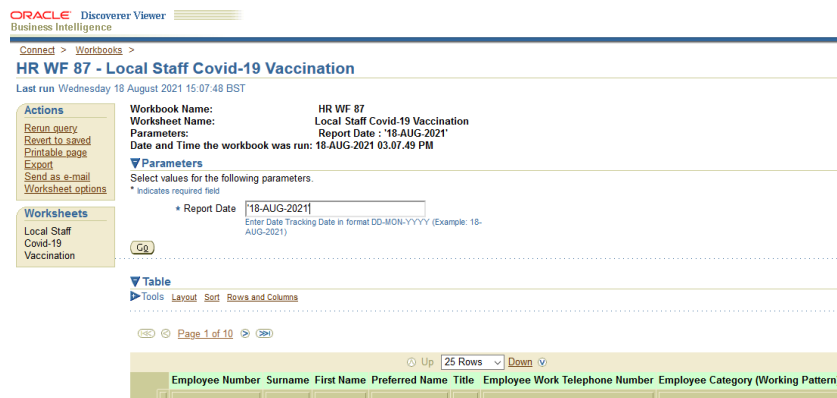 ORACLE Discoverer Viewer
Business Intelligence
Connect > Workbooks >
HR WF 87 - Local Staff Covid-19 Vaccination
Last run Wednesday 18 August 2021 15:07:48 BST
Actions
Rerun query
Revert to saved
Printable page
Export
Send as e-mail
Worksheet options
Worksheets
Local Staff
Covid-19
Vaccination
Workbook Name: HR WF 87
Worksheet Name: Local Staff Covid-19 Vaccination
Parameters: Report Date : '18-AUG-2021'
Date and Time the workbook was run: 18-AUG-2021 03.07.49 PM
Parameters
Select values for the following parameters.
* Indicates required field
* Report Date '18-AUG-2021'
Enter Date Tracking Date in format DD-MON-YYYY (Example: 18-
AUG-2021)
Go
Table
Tools Layout Sort Rows and Columns
Page 1 of 10
Up 25 Rows Down
Employee Number Surname First Name Preferred Name Title Employee Work Telephone Number Employee Category (Working Pattern